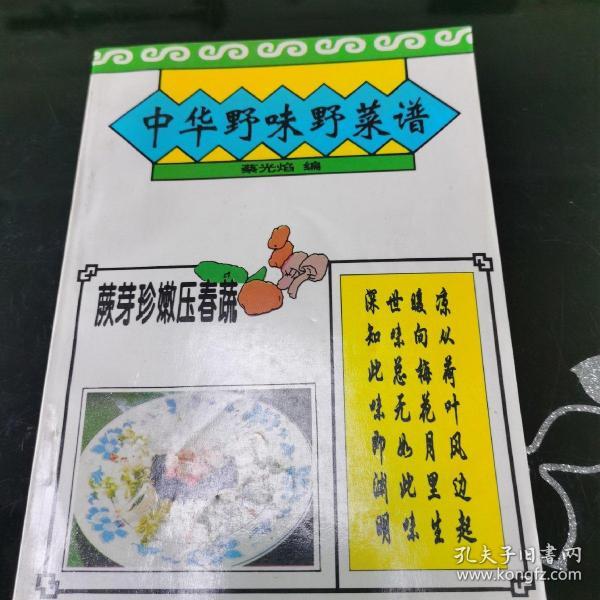 中华野味野菜谱
蔡光焰 编
蕨芽珍嫩压春蔬
凉从荷叶风边起
暖向梅花月里生
世味总无如此味
深知此味即渊明
孔夫子旧书网
www.kongfz.com